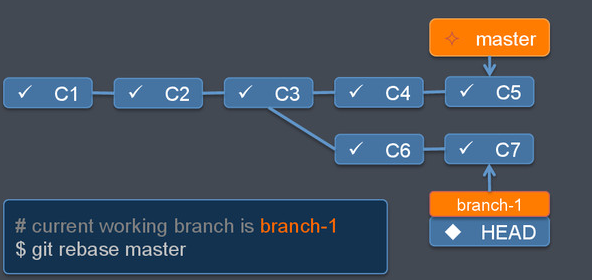 master
C1
C2
C3
C4
C5
C6
C7
branch-1
HEAD
# current working branch is branch-1
$ git rebase master